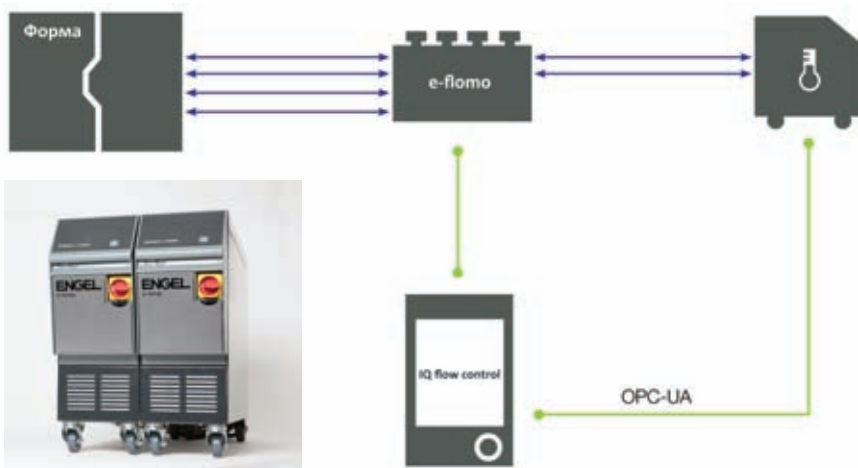 Форма
e-flomo
IQ flow control
OPC-UA
ENGEL
ENGEL